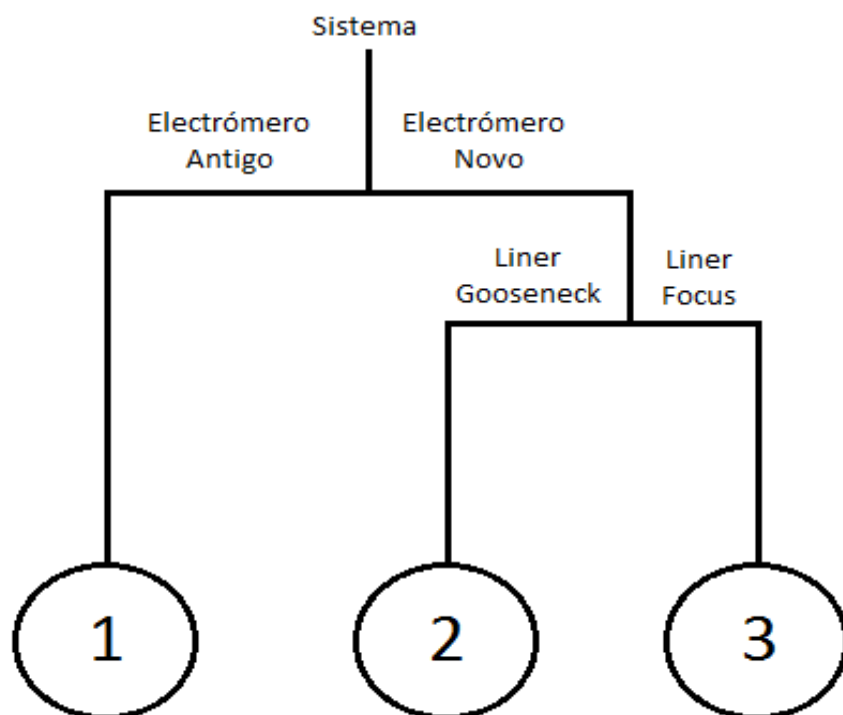 Sistema
Electrómero
Antigo
Electrómero
Novo
Liner
Gooseneck
Liner
Focus
1
2
3